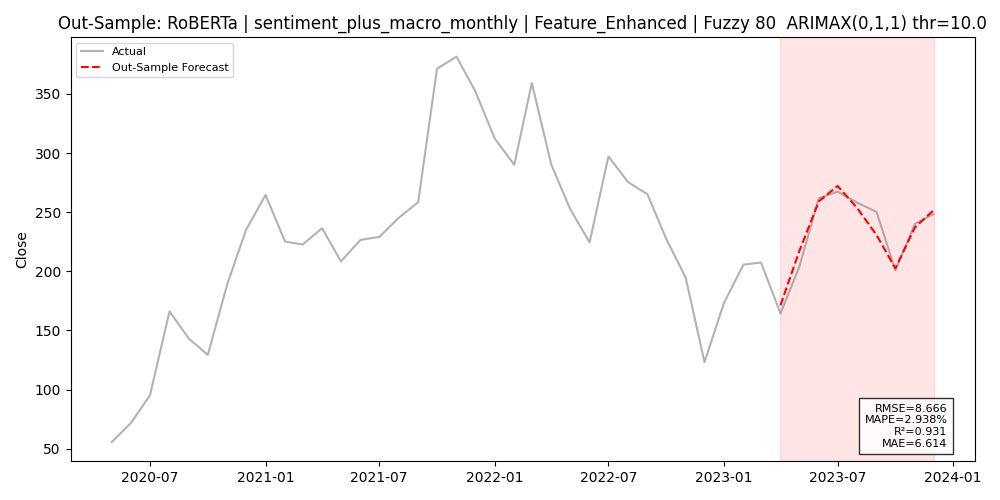 Out-Sample: RoBERTa | sentiment_plus_macro_monthly | Feature_Enhanced | Fuzzy 80  ARIMAX(0,1,1) thr=10.0
Actual
Out-Sample Forecast
Close
350
300
250
200
150
100
50
RMSE=8.666
MAPE=2.938%
R²=0.931
MAE=6.614
2020-07
2021-01
2021-07
2022-01
2022-07
2023-01
2023-07
2024-01